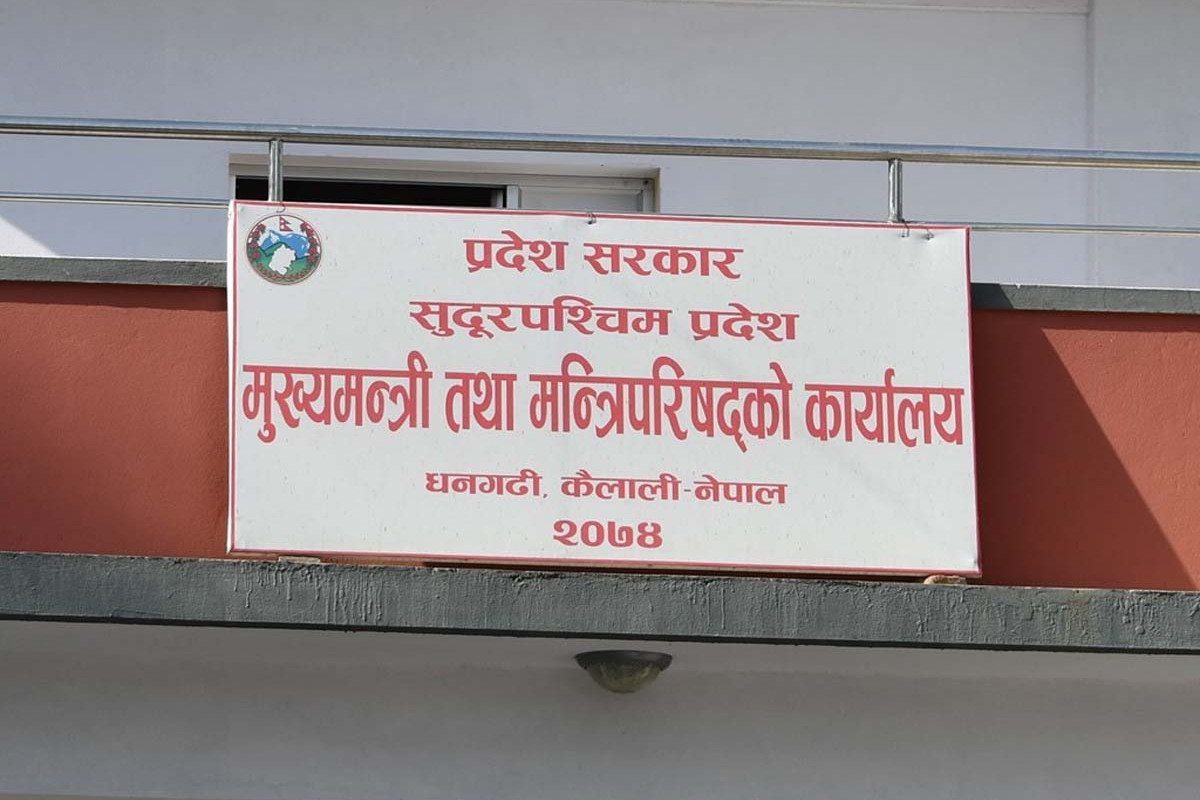 प्रदेश सरकार
सुदूरपश्चिम प्रदेश
मुख्यमन्त्री तथा मन्त्रिपरिषद्को कार्यालय
धनगढी, कैलाली-नेपाल
२०७४